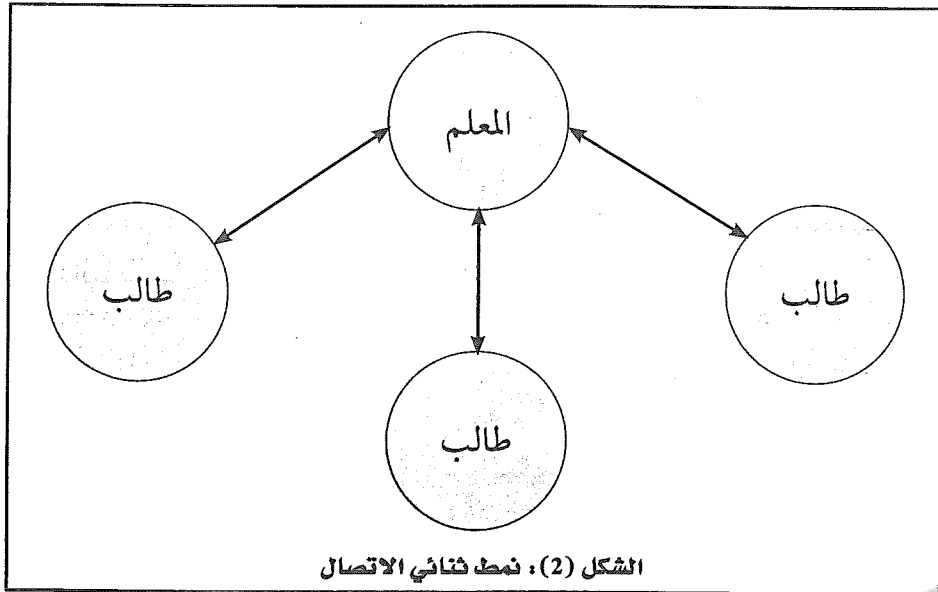 المعلم
طالب
طالب
طالب
الشكل (2): نمط ثنائي الاتصال